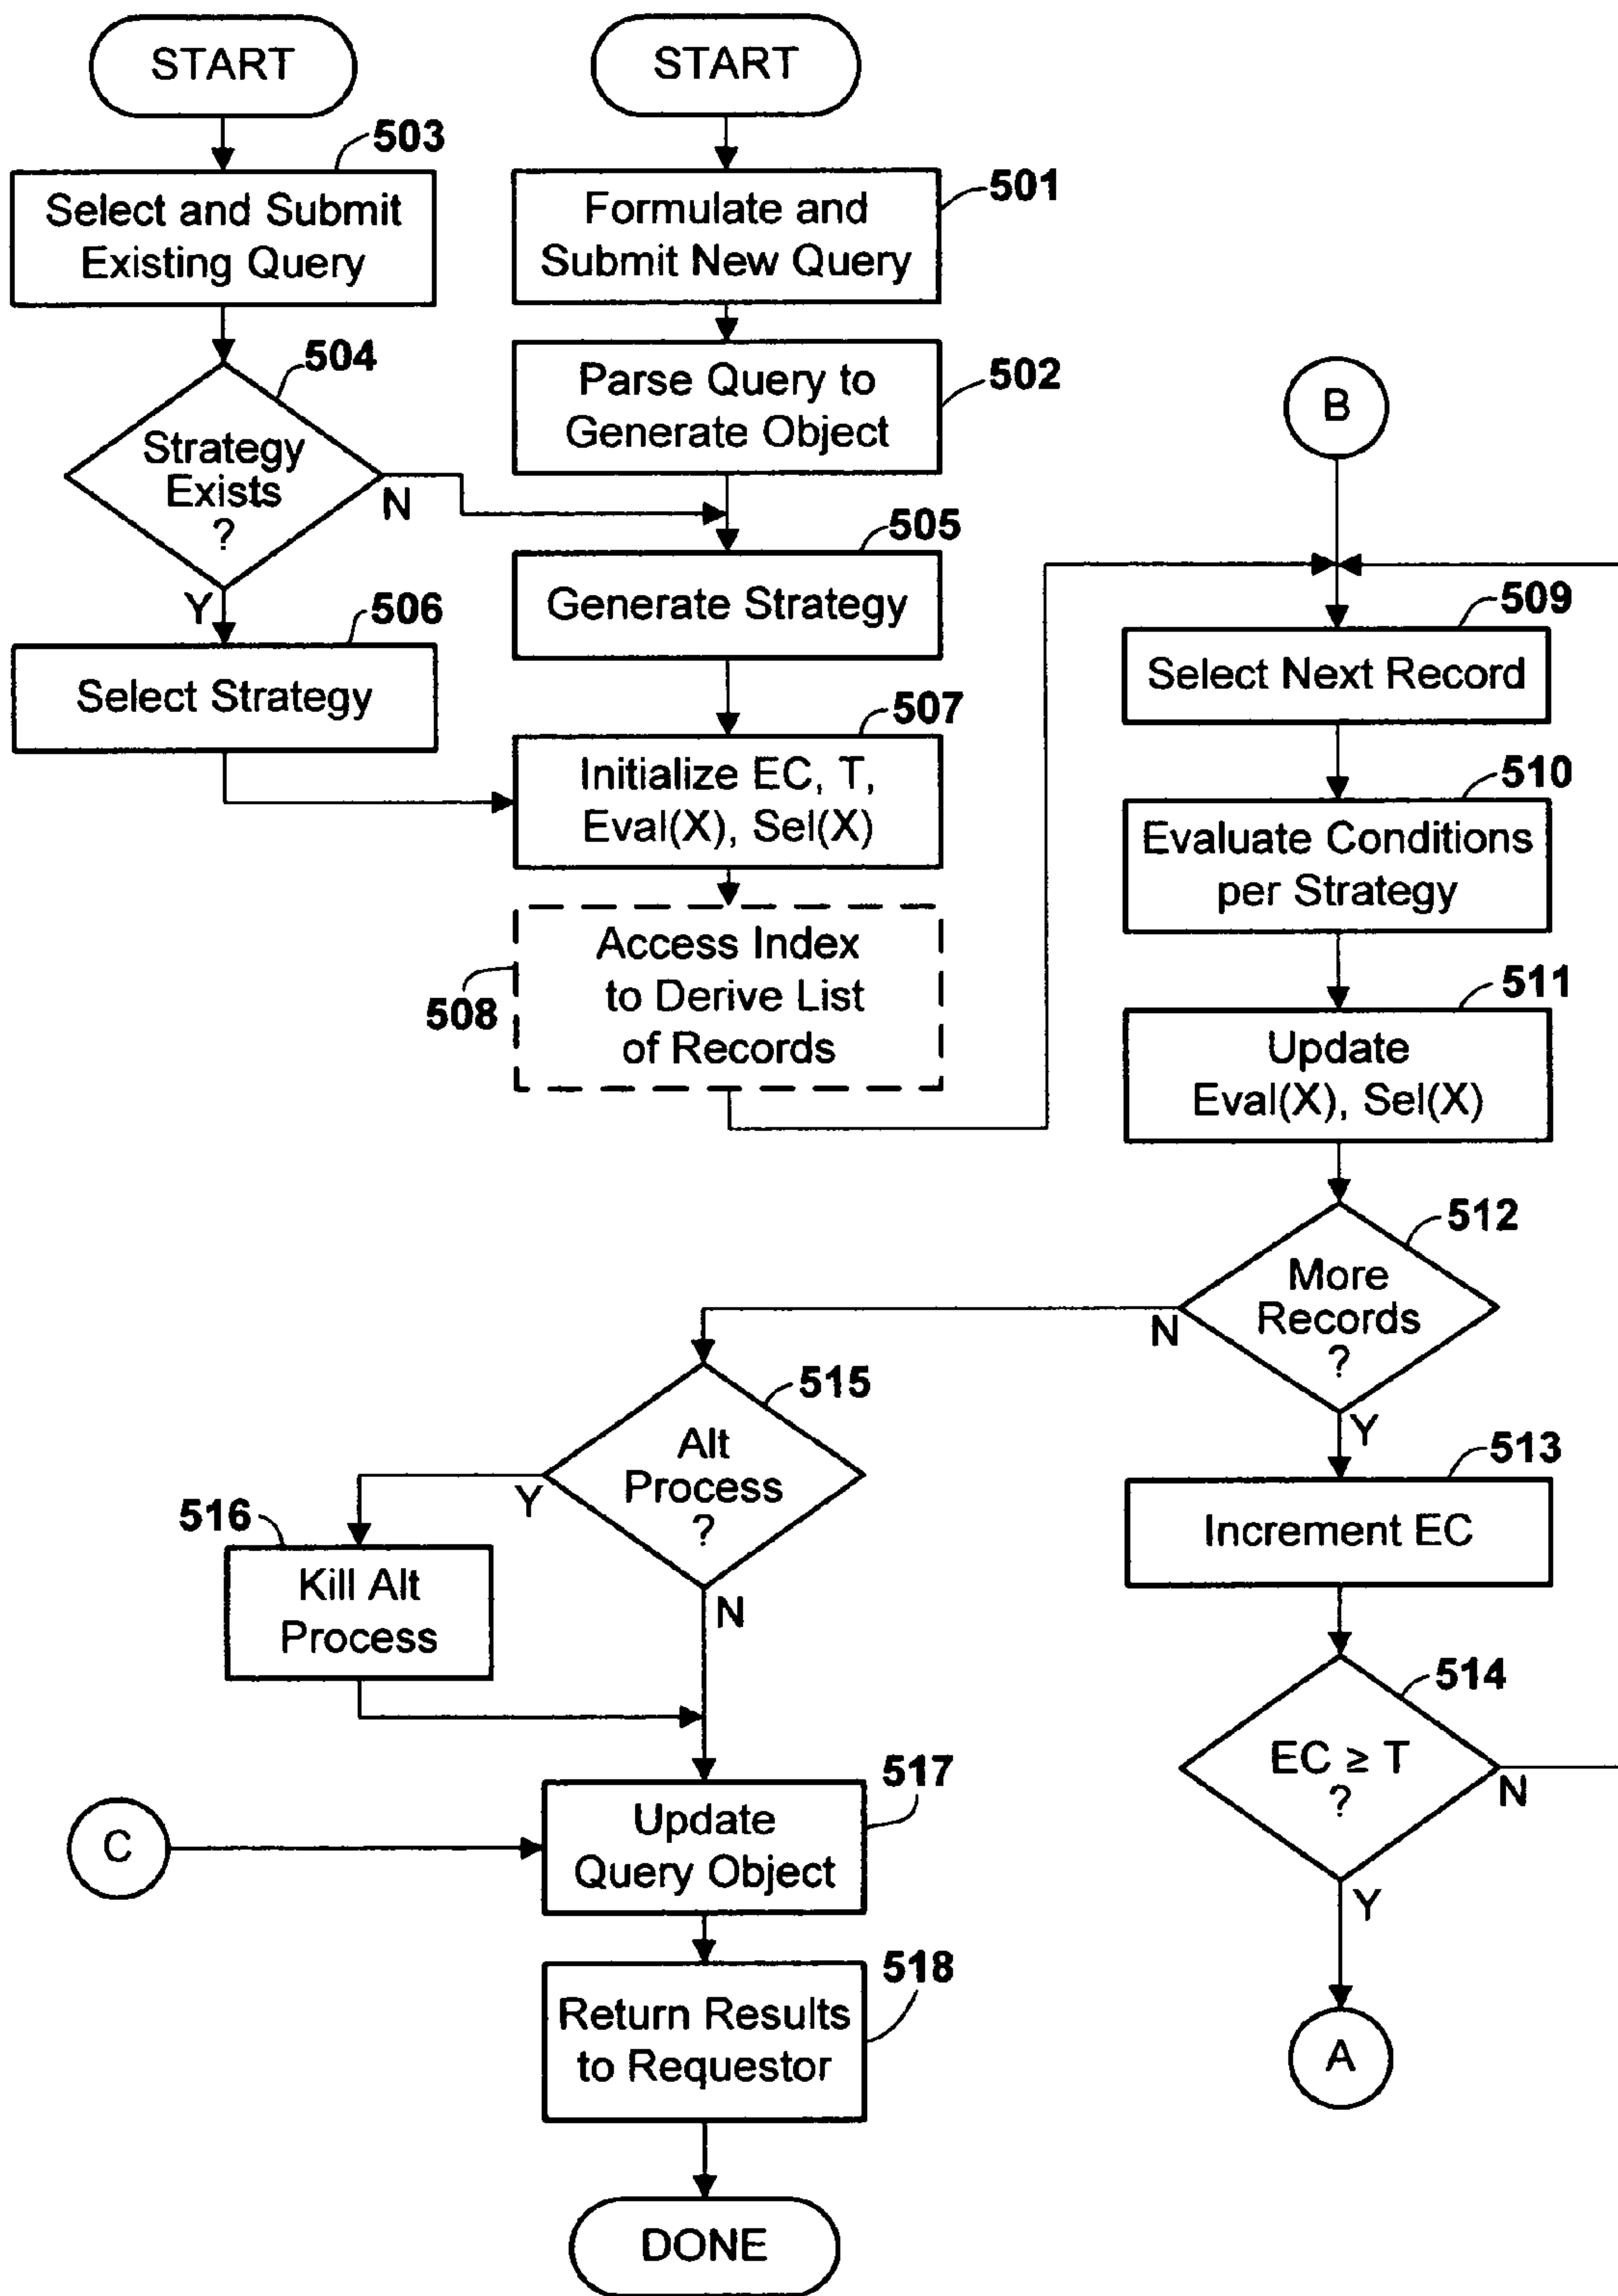 START
503
Select and Submit
Existing Query
504
Strategy
Exists
?
N
Y
506
Select Strategy
START
501
Formulate and
Submit New Query
502
Parse Query to
Generate Object
505
Generate Strategy
507
Initialize EC, T,
Eval(X), Sel(X)
508
Access Index
to Derive List
of Records
B
509
Select Next Record
510
Evaluate Conditions
per Strategy
511
Update
Eval(X), Sel(X)
512
More
Records
?
N
Y
513
Increment EC
514
EC ≥ T
?
N
Y
A
515
Alt
Process
?
Y
N
516
Kill Alt
Process
C
517
Update
Query Object
518
Return Results
to Requestor
DONE